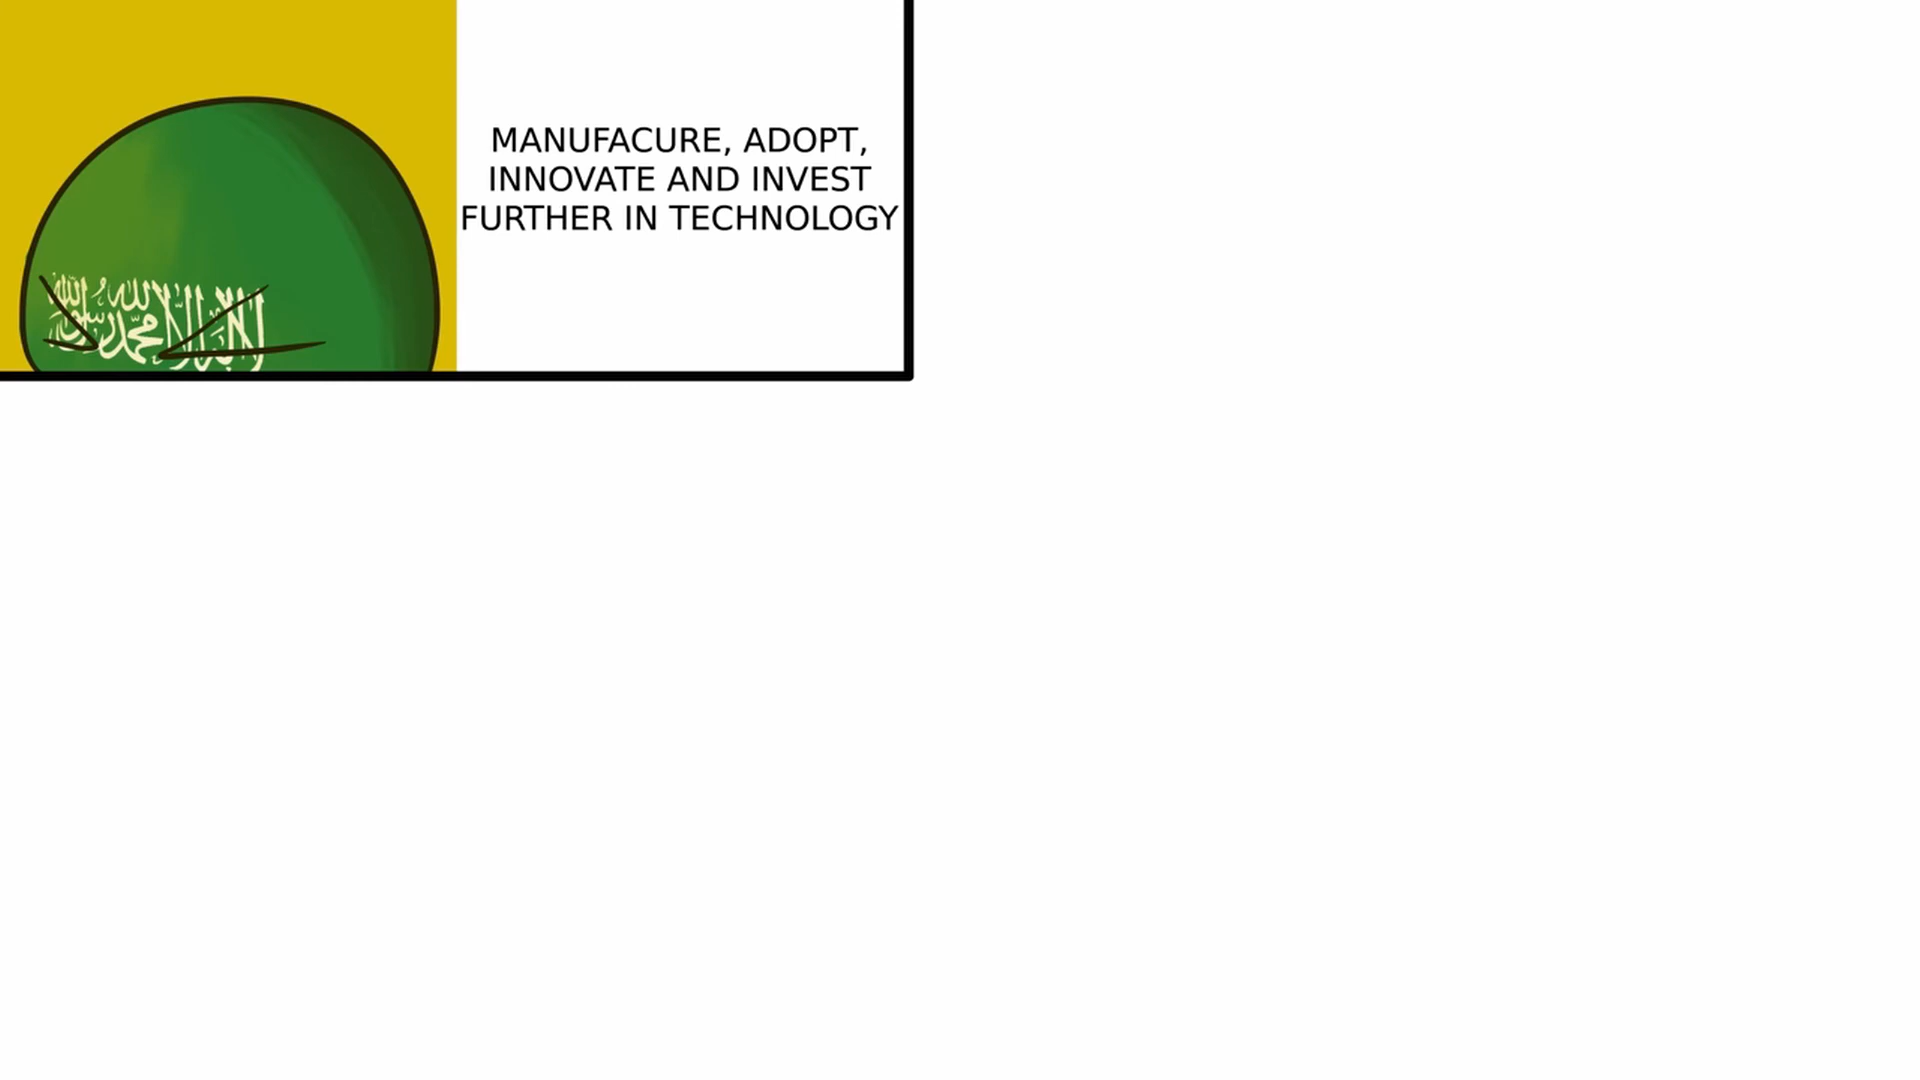 لا إله إلا الله محمد رسول الله
MANUFACURE, ADOPT,
INNOVATE AND INVEST
FURTHER IN TECHNOLOGY